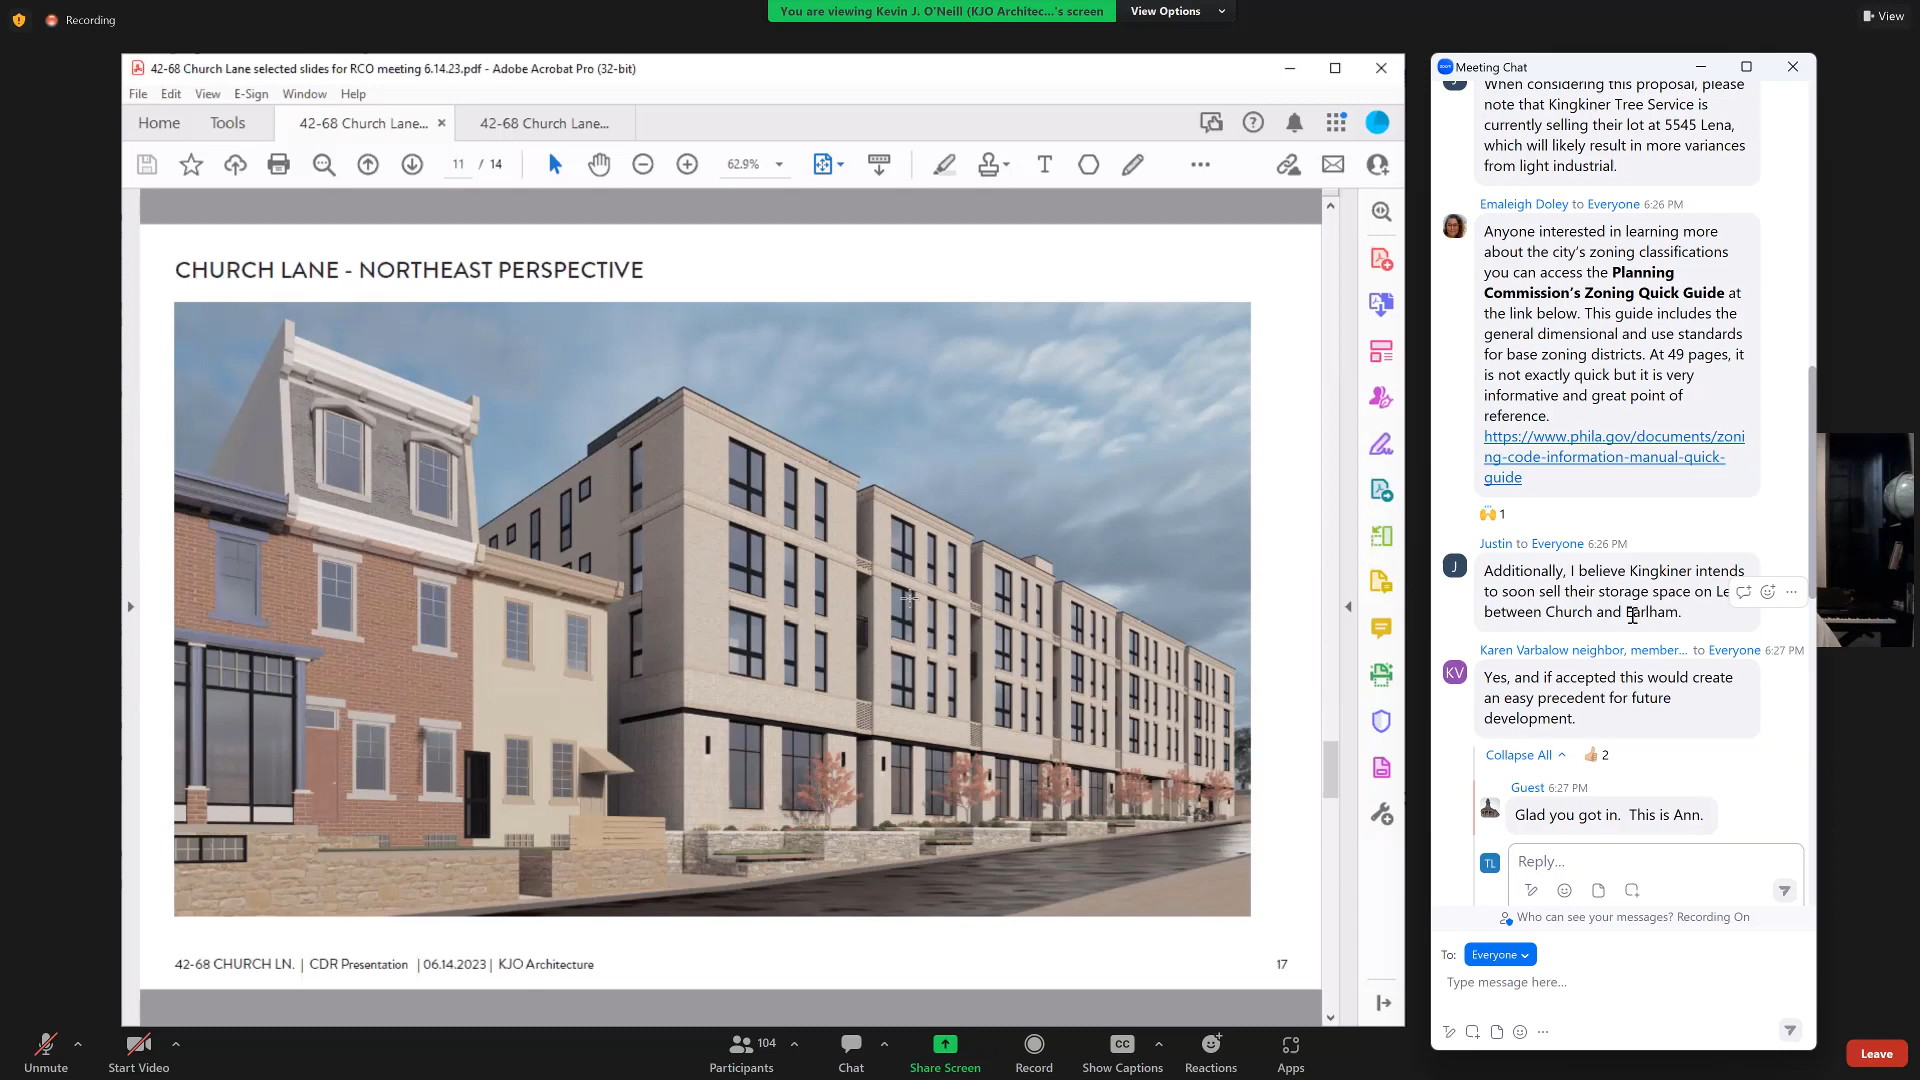 Recording
You are viewing Kevin J. O'Neill (KJO Architec...'s screen
View Options
View
42-68 Church Lane selected slides for RCO meeting 6.14.23.pdf - Adobe Acrobat Pro (32-bit)
File Edit View E-Sign Window Help
Home Tools 42-68 Church Lane... 42-68 Church Lane...
11 / 14 62.9%
CHURCH LANE - NORTHEAST PERSPECTIVE
42-68 CHURCH LN. | CDR Presentation | 06.14.2023 | KJO Architecture
17
Meeting Chat
When considering this proposal, please
note that Kingkiner Tree Service is
currently selling their lot at 5545 Lena,
which will likely result in more variances
from light industrial.
Emaleigh Doley to Everyone 6:26 PM
Anyone interested in learning more
about the city's zoning classifications
you can access the Planning
Commission's Zoning Quick Guide at
the link below. This guide includes the
general dimensional and use standards
for base zoning districts. At 49 pages, it
is not exactly quick but it is very
informative and great point of
reference.
https://www.phila.gov/documents/zoni
ng-code-information-manual-quick-
guide
1
Justin to Everyone 6:26 PM
J
Additionally, I believe Kingkiner intends
to soon sell their storage space on Le
between Church and Earlham.
Karen Varbalow neighbor, member... to Everyone 6:27 PM
KV
Yes, and if accepted this would create
an easy precedent for future
development.
Collapse All 2
Guest 6:27 PM
Glad you got in. This is Ann.
TL
Reply...
Who can see your messages? Recording On
To: Everyone
Type message here...
Unmute
Start Video
104
Participants
Chat
Share Screen
Record
CC
Show Captions
Reactions
Apps
Leave